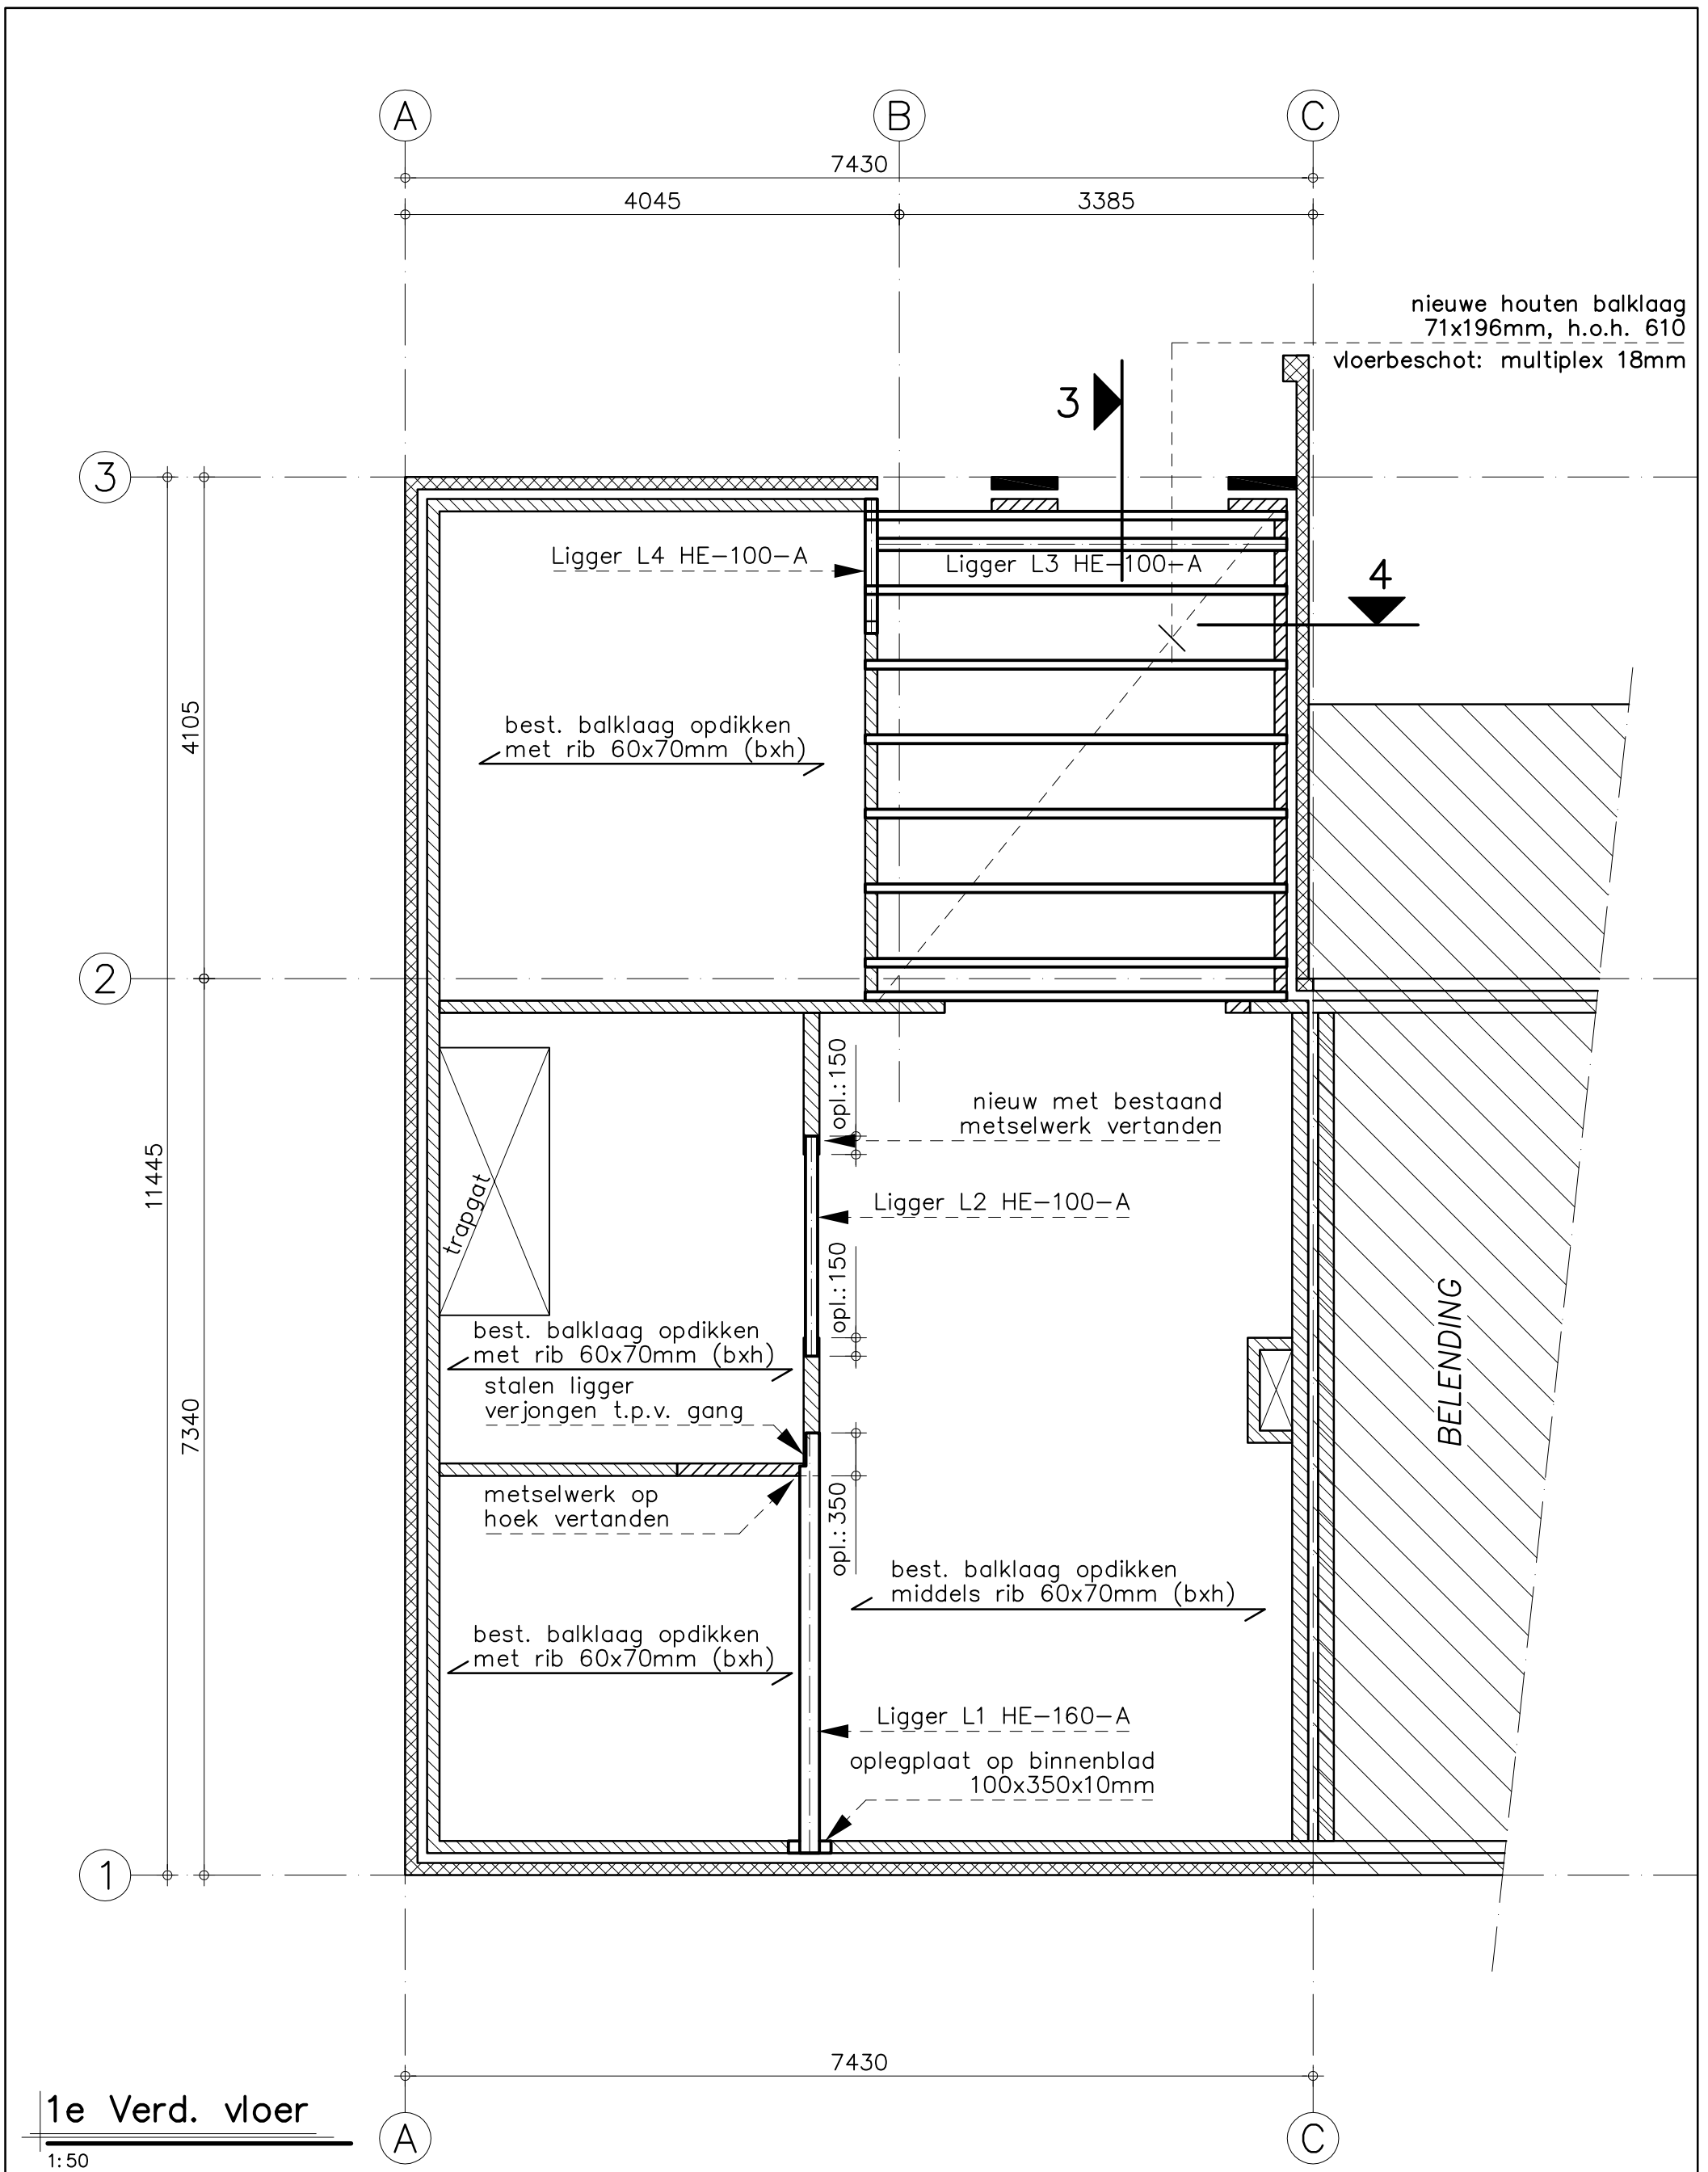 A
B
C
7430
4045
3385
nieuwe houten balklaag
71x196mm, h.o.h. 610
vloerbeschot: multiplex 18mm
3
3
Ligger L4 HE-100-A
Ligger L3 HE-100-A
4
4105
best. balklaag opdikken
met rib 60x70mm (bxh)
2
opl.:150
nieuw met bestaand
metselwerk vertanden
11445
trapgat
Ligger L2 HE-100-A
opl.:150
best. balklaag opdikken
met rib 60x70mm (bxh)
stalen ligger
verjongen t.p.v. gang
BELENDING
7340
metselwerk op
hoek vertanden
opl.:350
best. balklaag opdikken
middels rib 60x70mm (bxh)
best. balklaag opdikken
met rib 60x70mm (bxh)
Ligger L1 HE-160-A
oplegplaat op binnenblad
100x350x10mm
1
7430
1e Verd. vloer
1:50
A
C